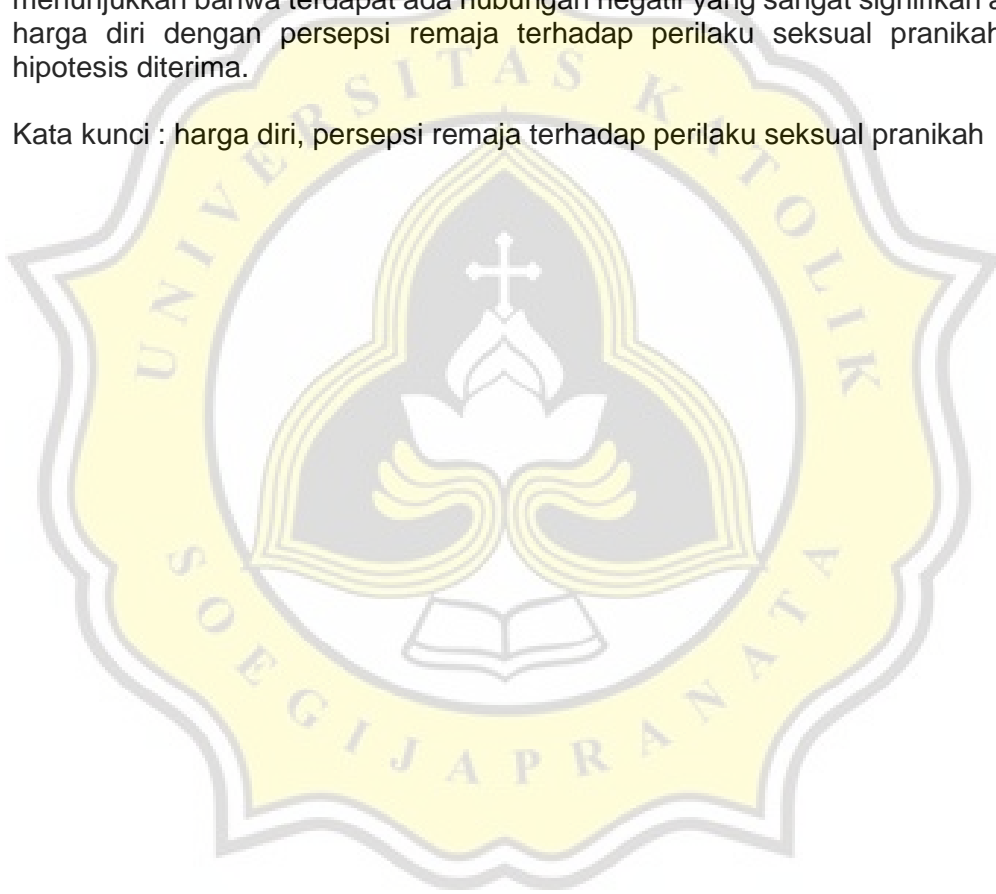 menunjukkan bahwa terdapat ada hubungan negatif yang sangat signifikan a
harga diri dengan persepsi remaja terhadap perilaku seksual pranikah
hipotesis diterima.
Kata kunci : harga diri, persepsi remaja terhadap perilaku seksual pranikah
UNIVERSITAS KATOLIK
SOEGIJAPRANATA